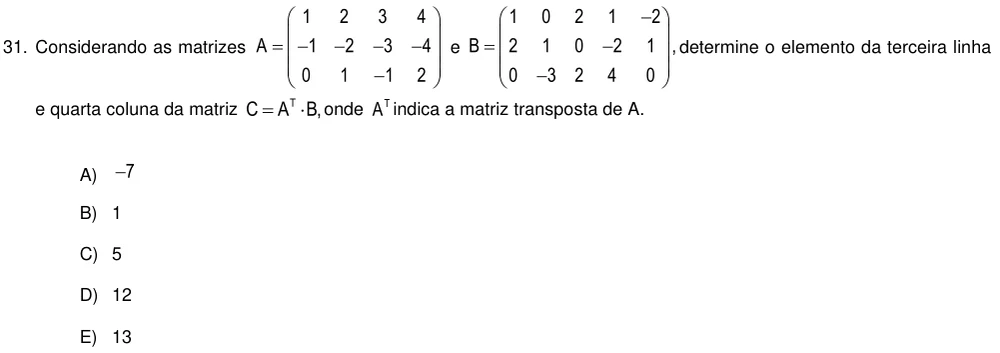 31. Considerando as matrizes A = ( 1 2 3 4 ; −1 −2 −3 −4 ; 0 1 −1 2 ) e B = ( 1 0 2 1 −2 ; 2 1 0 −2 1 ; 0 −3 2 4 0 ), determine o elemento da terceira linha
e quarta coluna da matriz C = Aᵀ · B, onde Aᵀ indica a matriz transposta de A.
A) −7
B) 1
C) 5
D) 12
E) 13